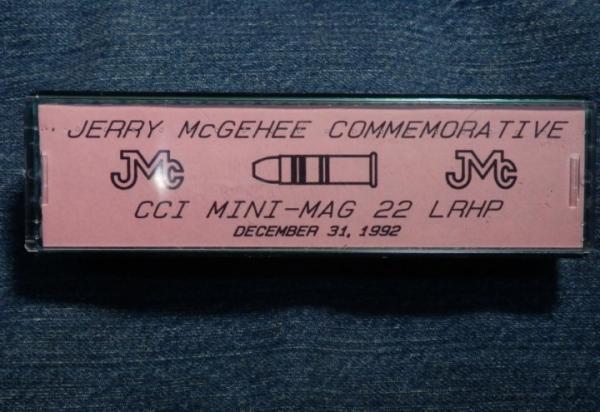 JERRY McGEHEE COMMEMORATIVE
JMc JMc
CCI MINI-MAG 22 LRHP
DECEMBER 31, 1992